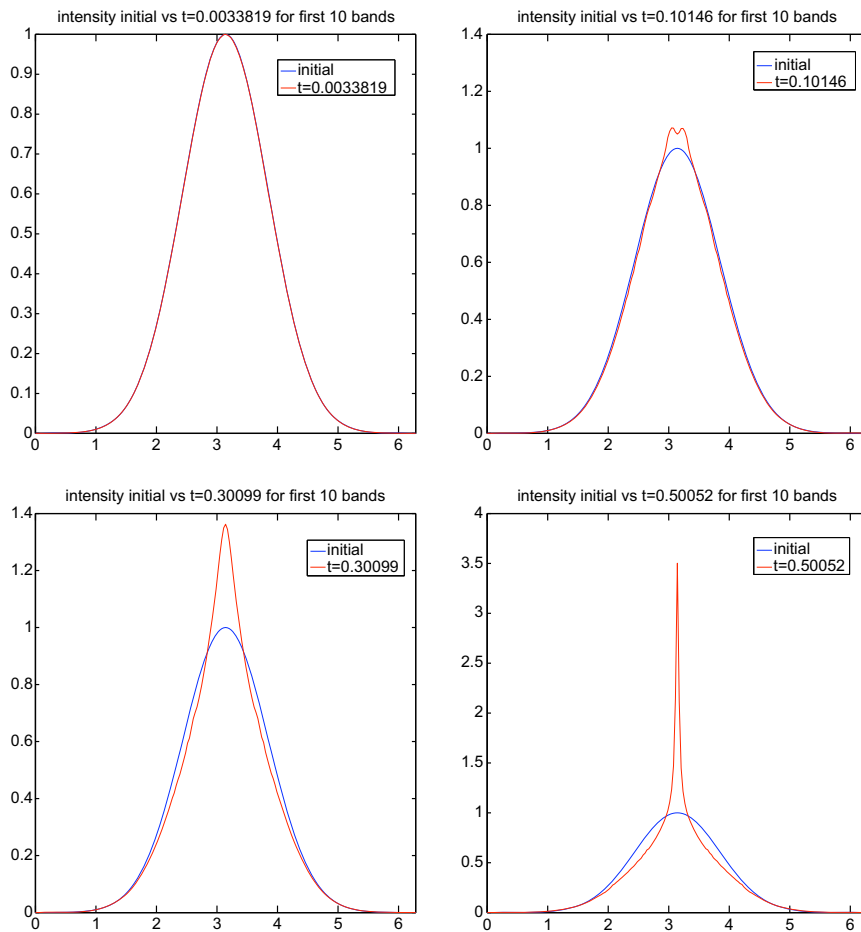 intensity initial vs t=0.0033819 for first 10 bands
1
0.9
0.8
0.7
0.6
0.5
0.4
0.3
0.2
0.1
0
0 1 2 3 4 5 6
initial
t=0.0033819
intensity initial vs t=0.10146 for first 10 bands
1.4
1.2
1
0.8
0.6
0.4
0.2
0
0 1 2 3 4 5 6
initial
t=0.10146
intensity initial vs t=0.30099 for first 10 bands
1.4
1.2
1
0.8
0.6
0.4
0.2
0
0 1 2 3 4 5 6
initial
t=0.30099
intensity initial vs t=0.50052 for first 10 bands
4
3.5
3
2.5
2
1.5
1
0.5
0
0 1 2 3 4 5 6
initial
t=0.50052